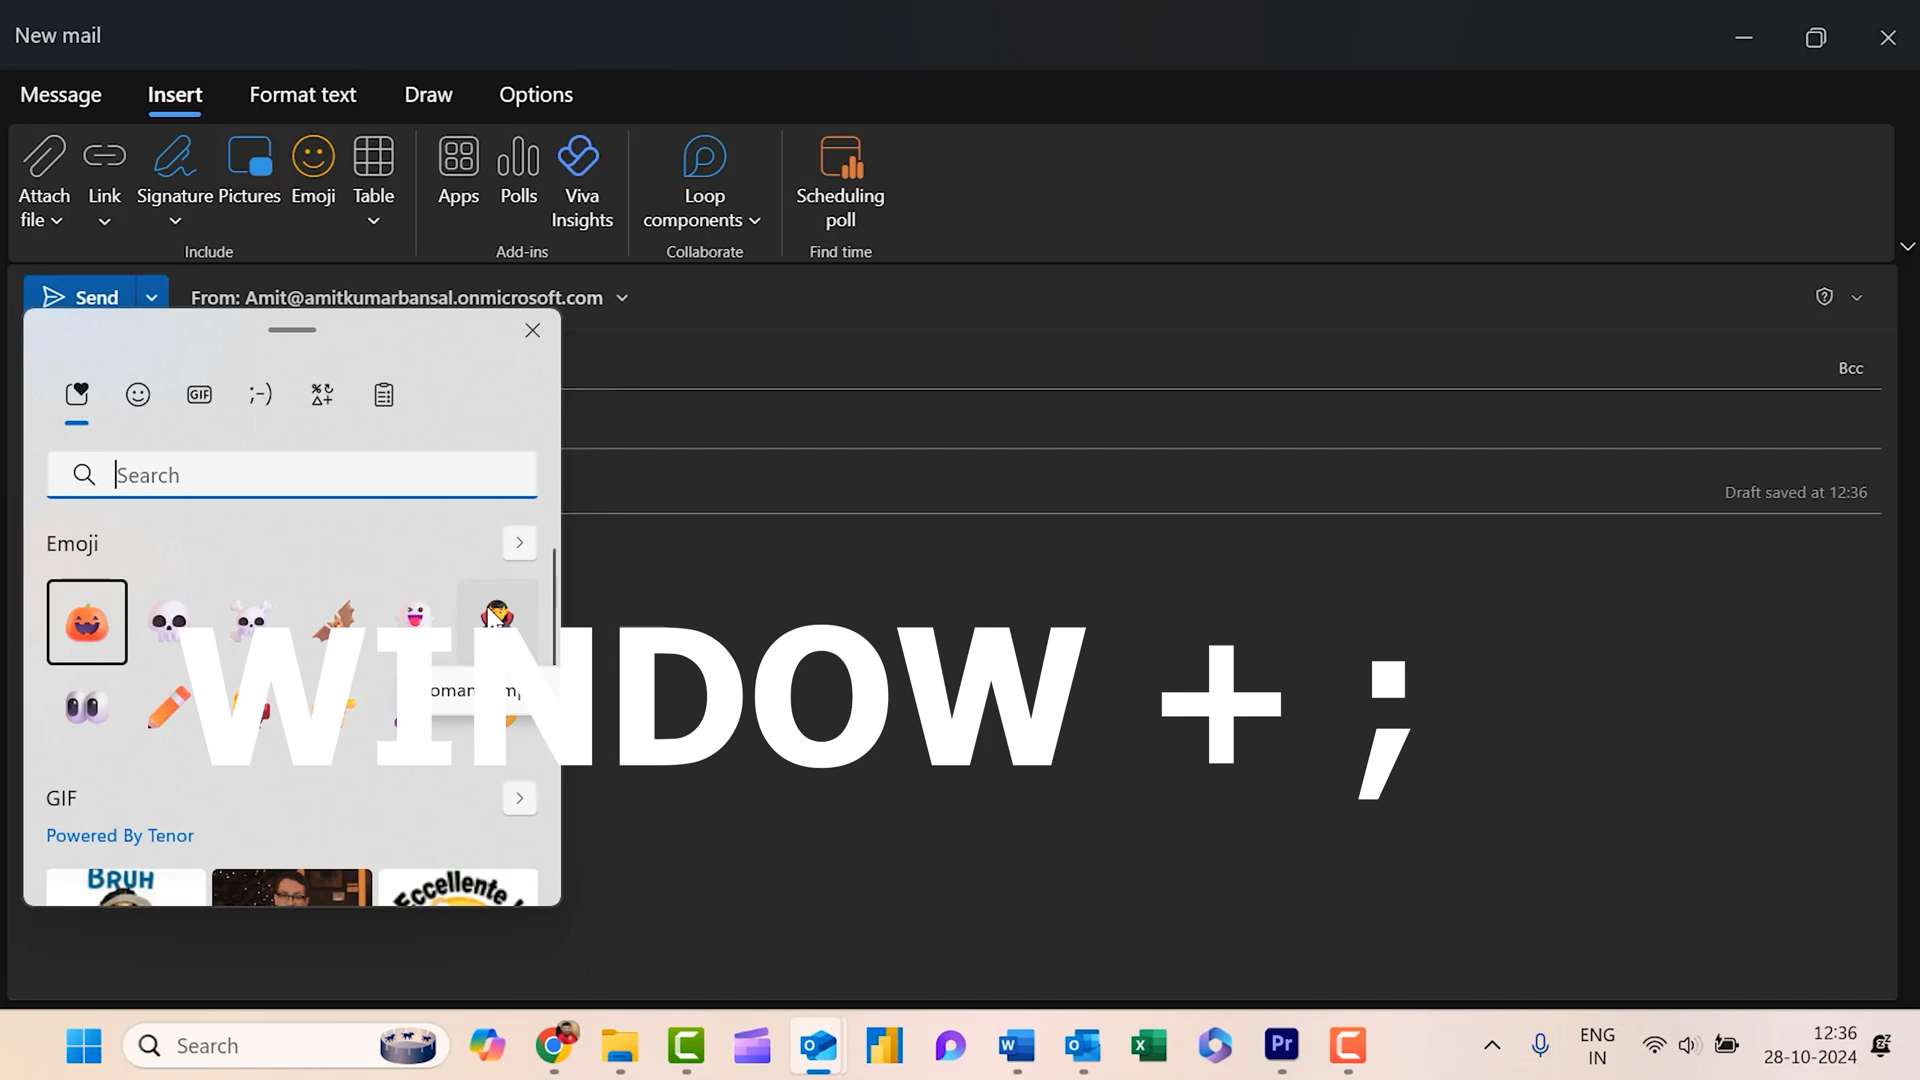 New mail
Message Insert Format text Draw Options
Attach file Link Signature Pictures Emoji Table
Include
Apps Polls Viva Insights
Add-ins
Loop components
Collaborate
Scheduling poll
Find time
Send From: Amit@amitkumarbansal.onmicrosoft.com
Bcc
Draft saved at 12:36
GIF ;-)
Search
Emoji
WINDOW + ;
GIF
Powered By Tenor
BRUH
Eccellente
Search
Pr
ENG
IN
12:36
28-10-2024